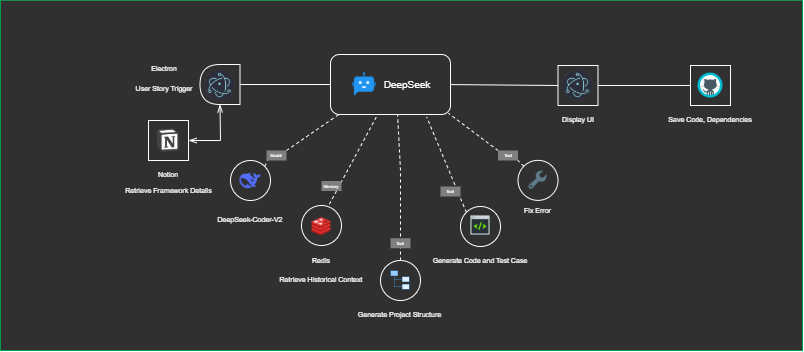 Electron
User Story Trigger
DeepSeek
Display UI
Save Code, Dependencies
Notion
Retrieve Framework Details
Model
DeepSeek-Coder-V2
Memory
Redis
Retrieve Historical Context
Tool
Generate Project Structure
Tool
Generate Code and Test Case
Tool
Fix Error